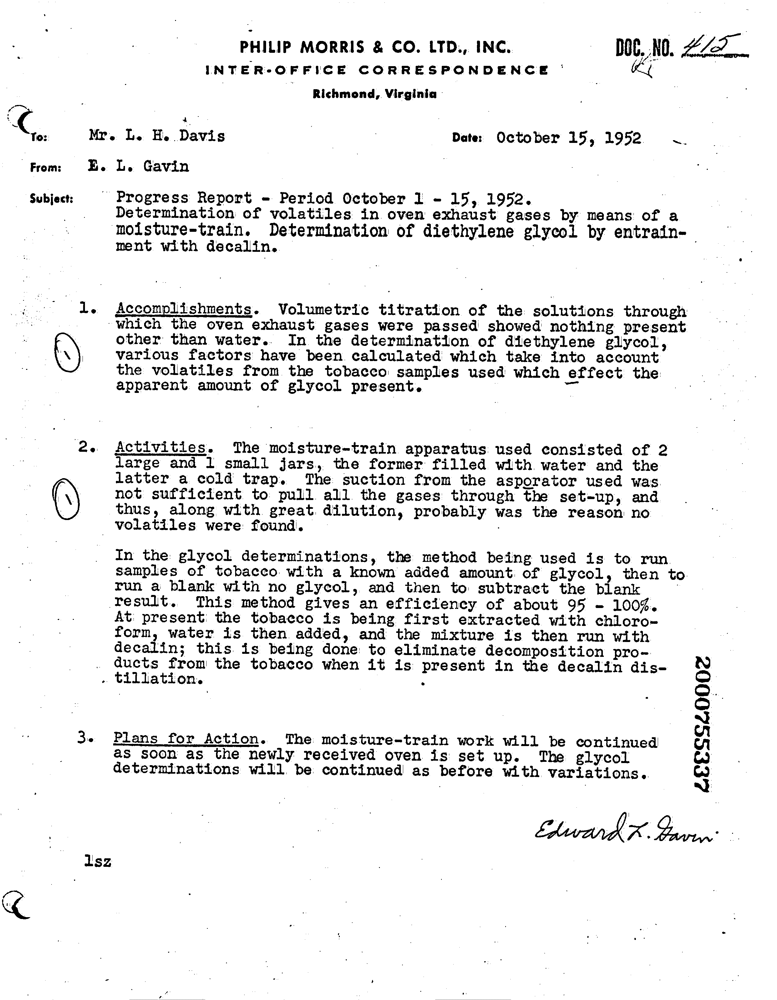 PHILIP MORRIS & CO. LTD., INC.
DOC. NO. 415
INTER-OFFICE CORRESPONDENCE
Richmond, Virginia
To: Mr. L. H. Davis Date: October 15, 1952
From: E. L. Gavin
Subject: Progress Report - Period October 1 - 15, 1952.
Determination of volatiles in oven exhaust gases by means of a
moisture-train. Determination of diethylene glycol by entrain-
ment with decalin.
1. Accomplishments. Volumetric titration of the solutions through
which the oven exhaust gases were passed showed nothing present
other than water. In the determination of diethylene glycol,
various factors have been calculated which take into account
the volatiles from the tobacco samples used which effect the
apparent amount of glycol present.
2. Activities. The moisture-train apparatus used consisted of 2
large and 1 small jars, the former filled with water and the
latter a cold trap. The suction from the asporator used was
not sufficient to pull all the gases through the set-up, and
thus, along with great dilution, probably was the reason no
volatiles were found.
In the glycol determinations, the method being used is to run
samples of tobacco with a known added amount of glycol, then to
run a blank with no glycol, and then to subtract the blank
result. This method gives an efficiency of about 95 - 100%.
At present the tobacco is being first extracted with chloro-
form, water is then added, and the mixture is then run with
decalin; this is being done to eliminate decomposition pro-
ducts from the tobacco when it is present in the decalin dis-
tillation.
3. Plans for Action. The moisture-train work will be continued
as soon as the newly received oven is set up. The glycol
determinations will be continued as before with variations.
Edward L. Gavin
lsz
2000755337